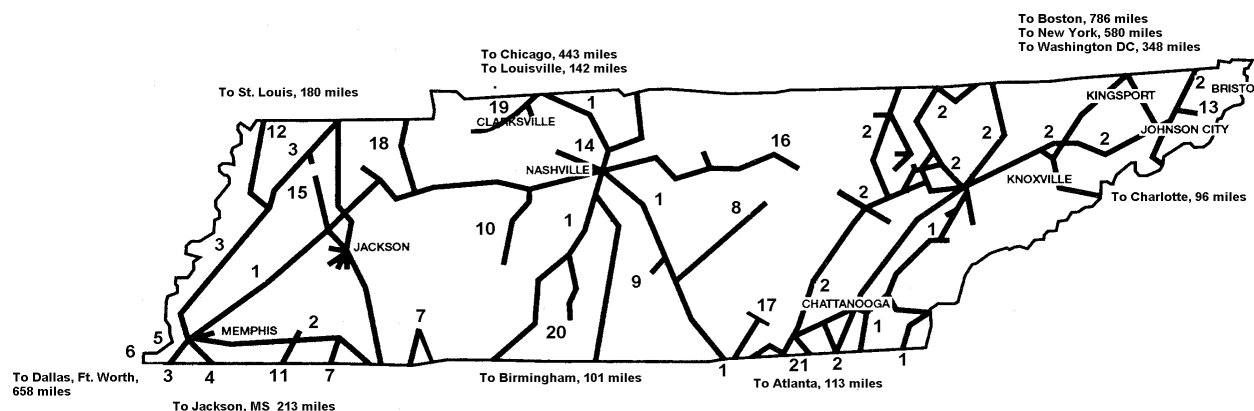 To Boston, 786 miles
To New York, 580 miles
To Washington DC, 348 miles
To Chicago, 443 miles
To Louisville, 142 miles
To St. Louis, 180 miles
2
BRISTO
KINGSPORT
19
1
13
CLARKSVILLE
12
18
2
2
2
2
JOHNSON CITY
3
14
16
NASHVILLE
2
KNOXVILLE
15
2
To Charlotte, 96 miles
1
8
3
10
1
1
JACKSON
1
9
2
CHATTANOOGA
17
5
MEMPHIS
2
7
20
1
6
3
4
11
7
1
21
2
1
To Dallas, Ft. Worth,
658 miles
To Birmingham, 101 miles
To Atlanta, 113 miles
To Jackson, MS 213 miles